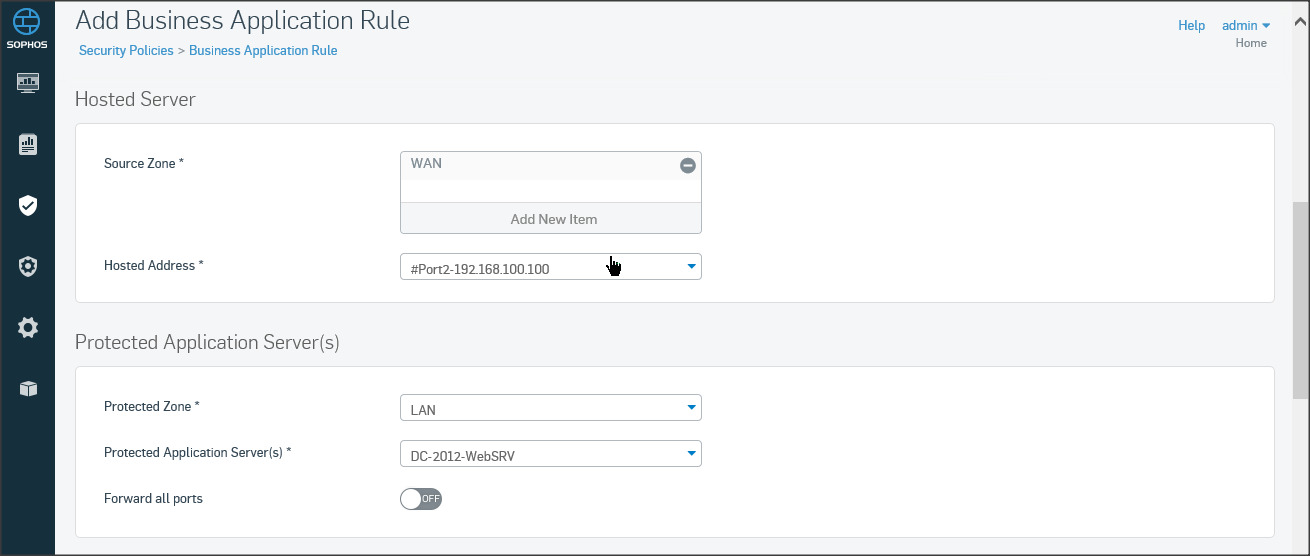 Add Business Application Rule
Help admin
Security Policies > Business Application Rule
Home
SOPHOS
Hosted Server
Source Zone *
WAN
Add New Item
Hosted Address *
#Port2-192.168.100.100
Protected Application Server(s)
Protected Zone *
LAN
Protected Application Server(s) *
DC-2012-WebSRV
Forward all ports
OFF